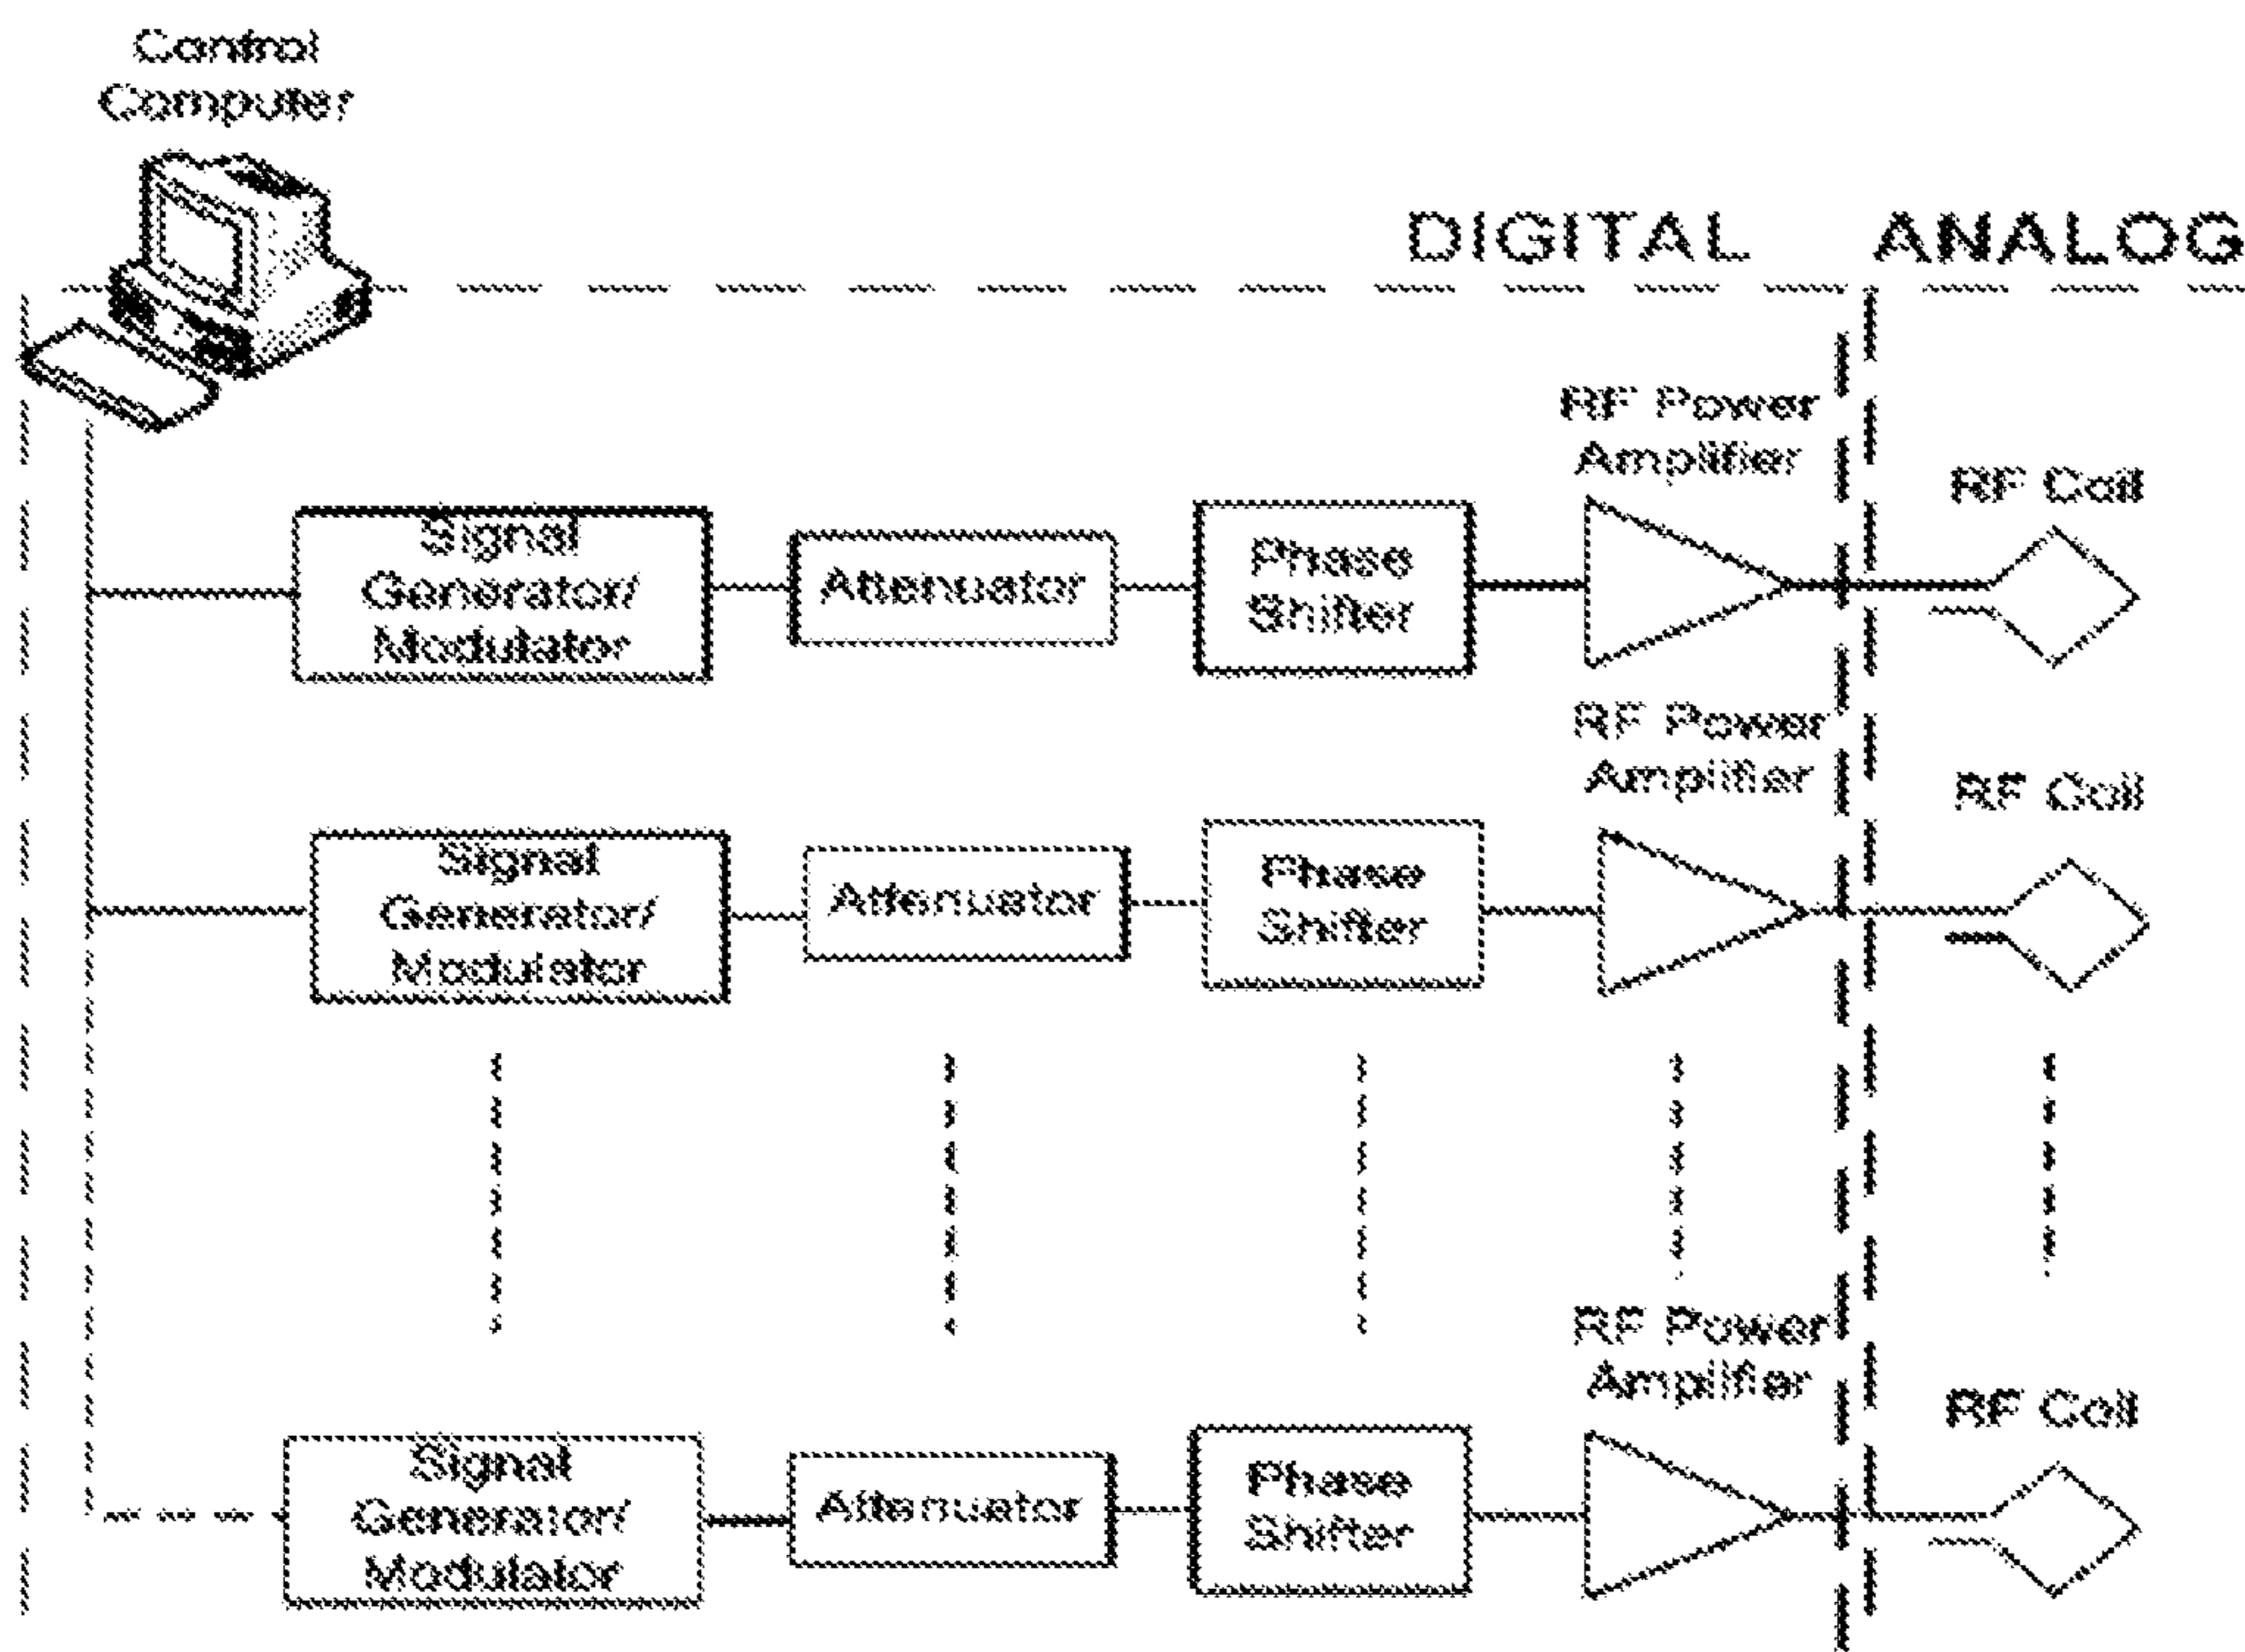 Control
Computer
DIGITAL
ANALOG
RF Power
Amplifier
RF Coil
Signal
Generator/
Modulator
Attenuator
Phase
Shifter
RF Power
Amplifier
RF Coil
Signal
Generator/
Modulator
Attenuator
Phase
Shifter
RF Power
Amplifier
RF Coil
Signal
Generator/
Modulator
Attenuator
Phase
Shifter